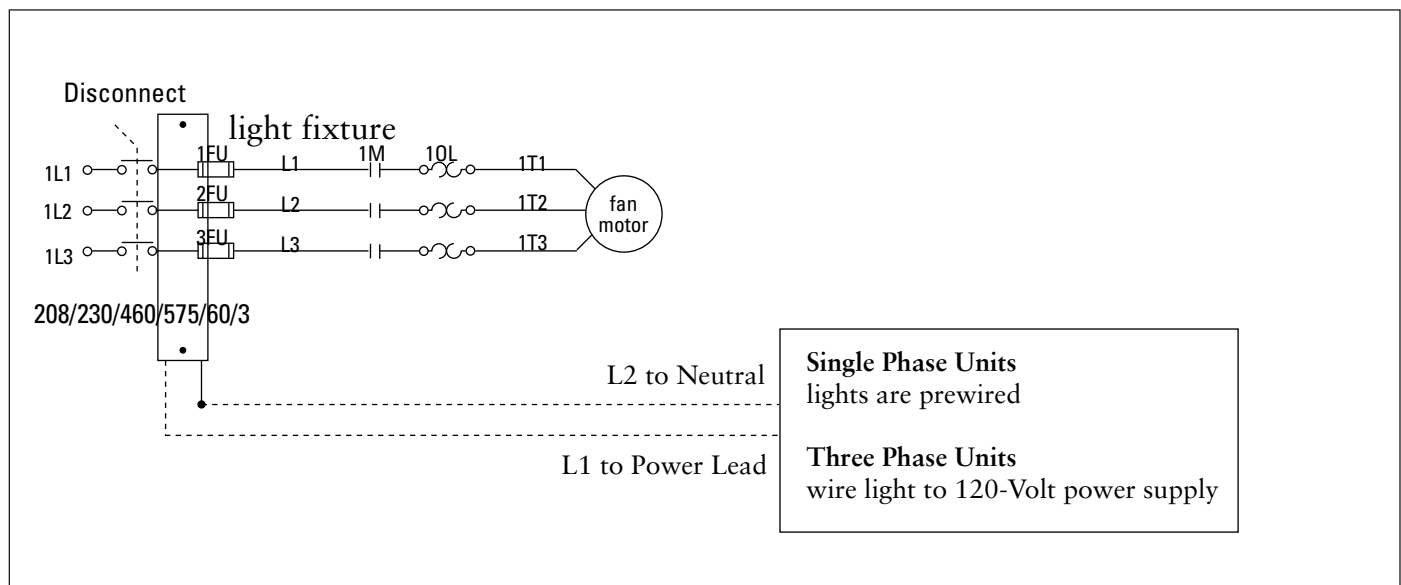 Disconnect
light fixture
1FU
L1
1M
1OL
1T1
1L1
2FU
L2
1T2
1L2
fan
motor
3FU
L3
1T3
1L3
208/230/460/575/60/3
L2 to Neutral
L1 to Power Lead
Single Phase Units
lights are prewired
Three Phase Units
wire light to 120-Volt power supply